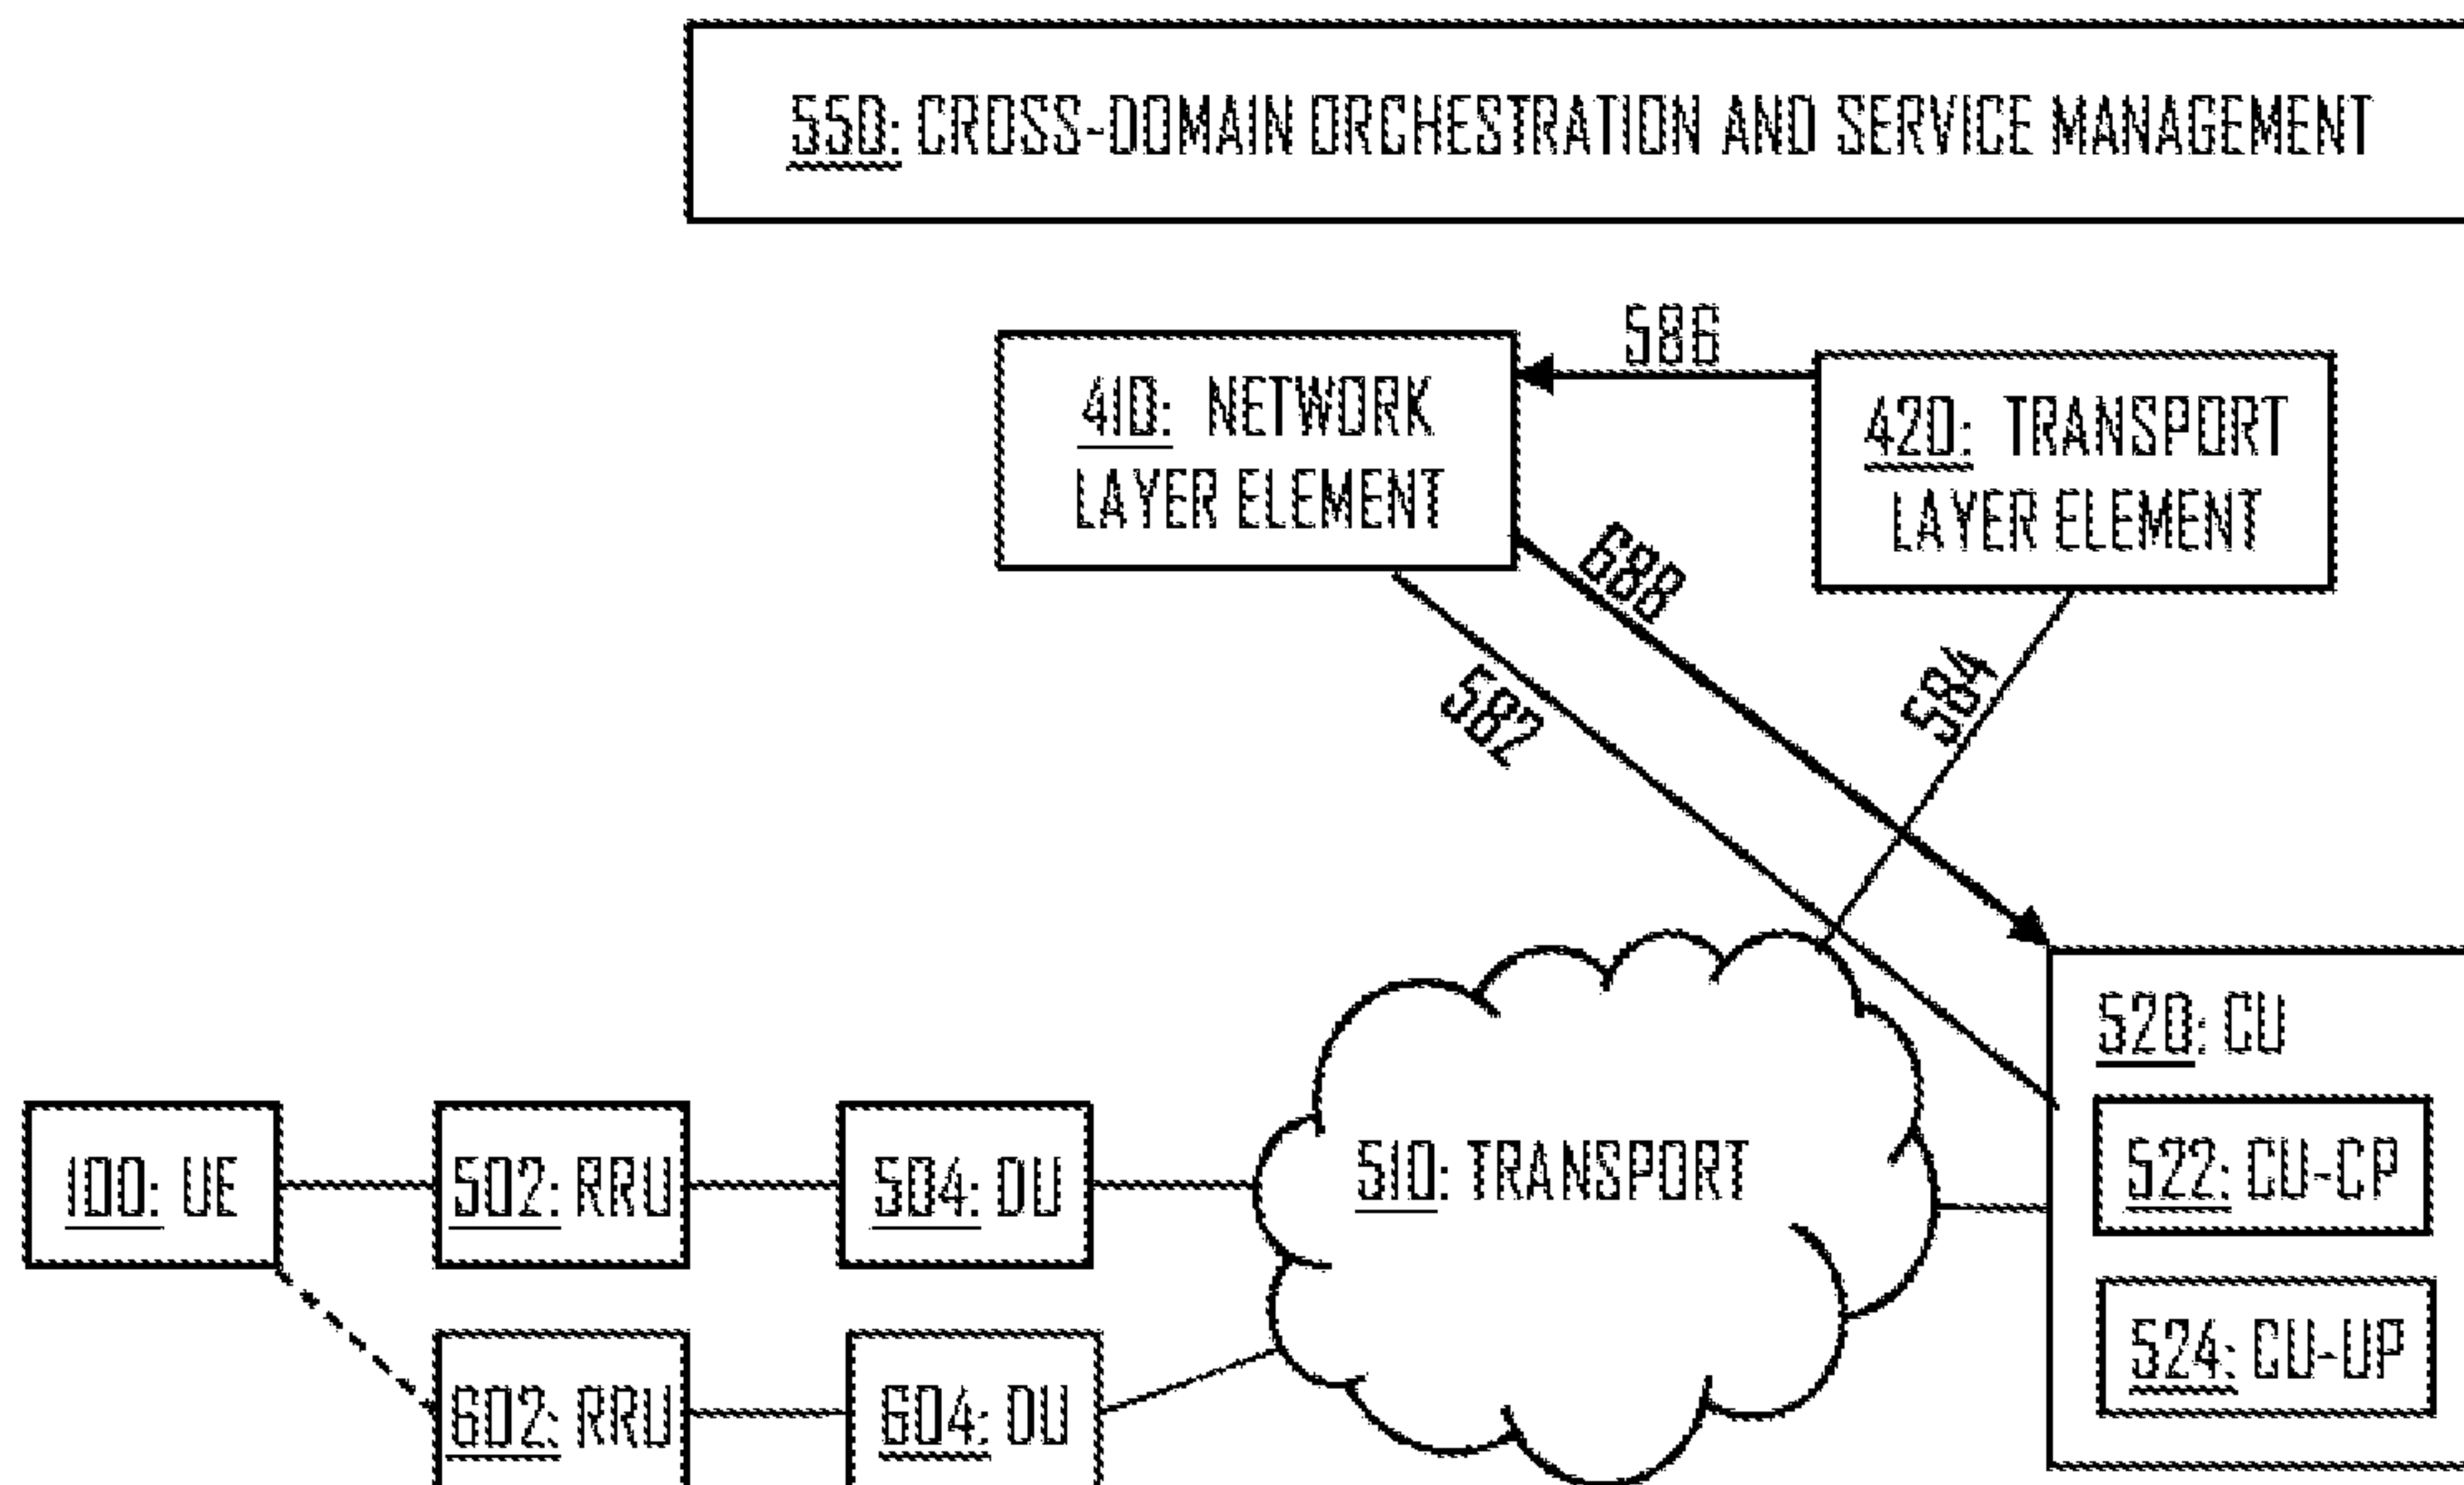 550: CROSS-DOMAIN ORCHESTRATION AND SERVICE MANAGEMENT
586
410: NETWORK
LAYER ELEMENT
420: TRANSPORT
LAYER ELEMENT
688
582
584
520: CU
522: CU-CP
524: CU-UP
510: TRANSPORT
100: UE
502: RRU
504: DU
602: RRU
604: DU